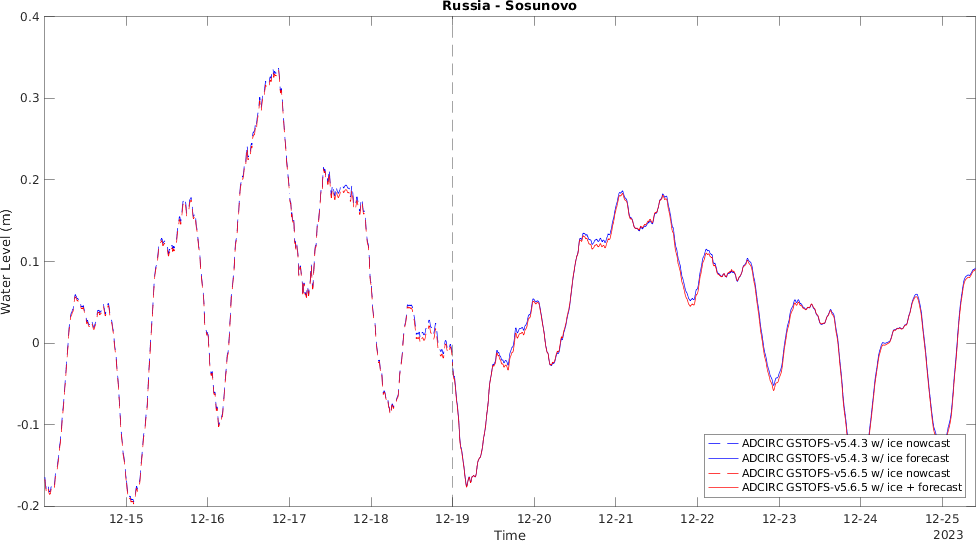 Russia - Sosunovo
0.4
0.3
0.2
0.1
0
-0.1
-0.2
Water Level (m)
ADCIRC GSTOFS-v5.4.3 w/ ice nowcast
ADCIRC GSTOFS-v5.4.3 w/ ice forecast
ADCIRC GSTOFS-v5.6.5 w/ ice nowcast
ADCIRC GSTOFS-v5.6.5 w/ ice + forecast
12-15 12-16 12-17 12-18 12-19 12-20 12-21 12-22 12-23 12-24 12-25
Time
2023